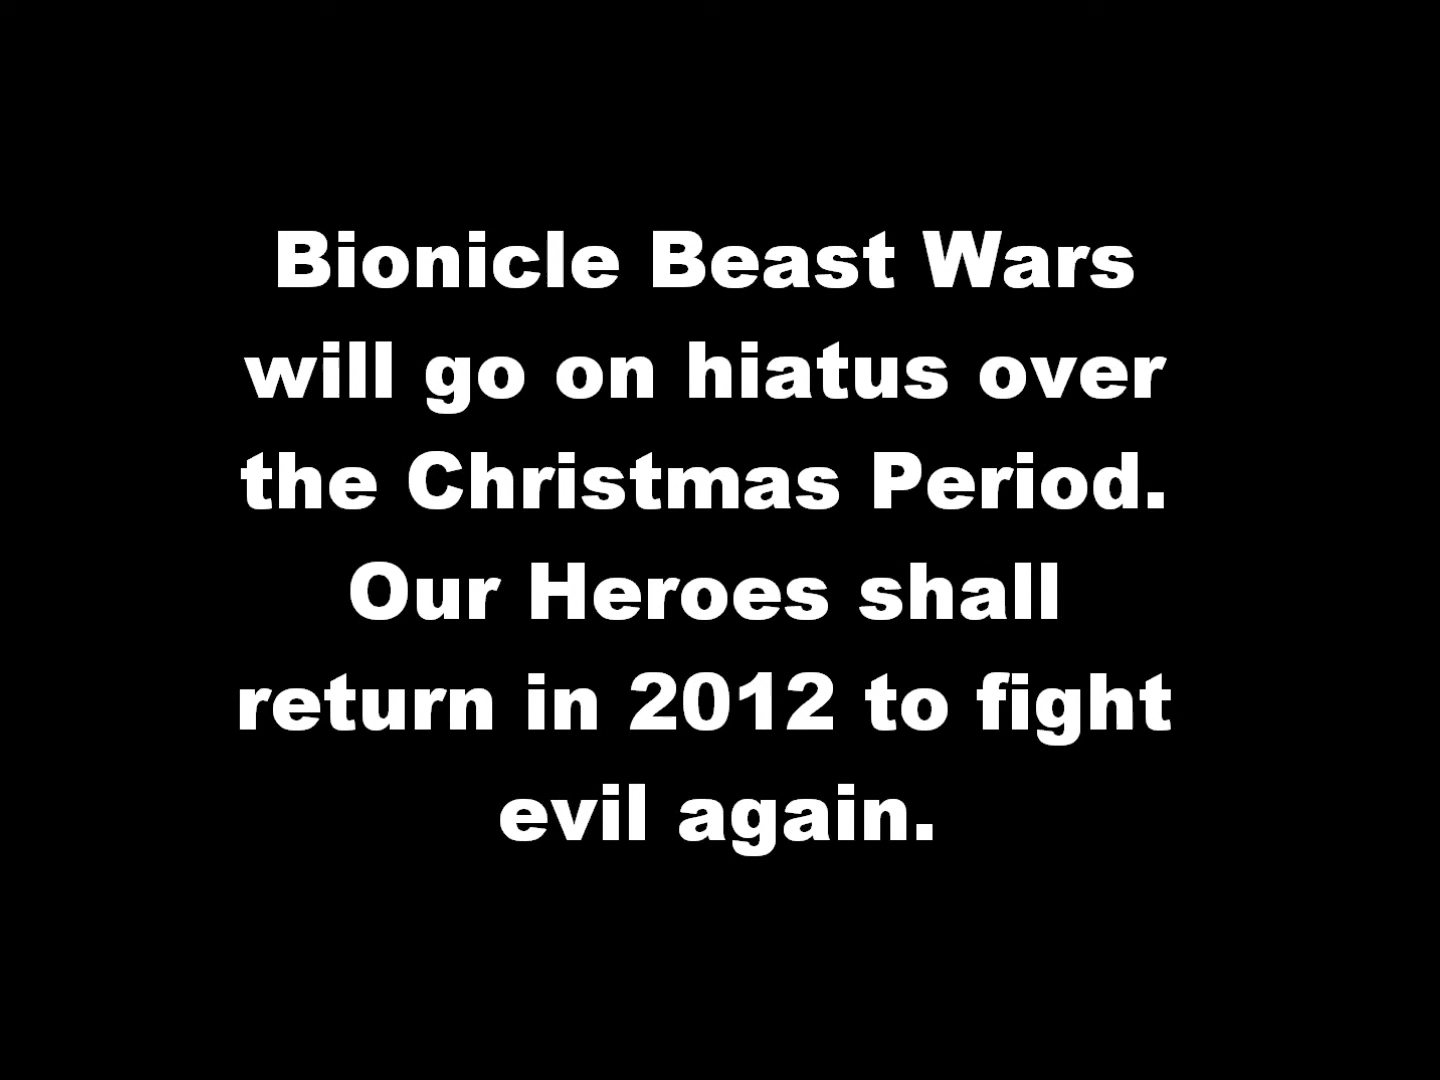 Bionicle Beast Wars
will go on hiatus over
the Christmas Period.
Our Heroes shall
return in 2012 to fight
evil again.